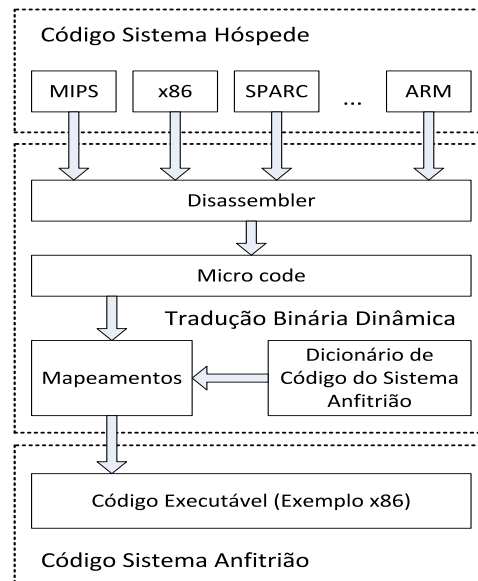 Código Sistema Hóspede
MIPS
x86
SPARC
...
ARM
Disassembler
Micro code
Tradução Binária Dinâmica
Mapeamentos
Dicionário de
Código do Sistema
Anfitrião
Código Executável (Exemplo x86)
Código Sistema Anfitrião